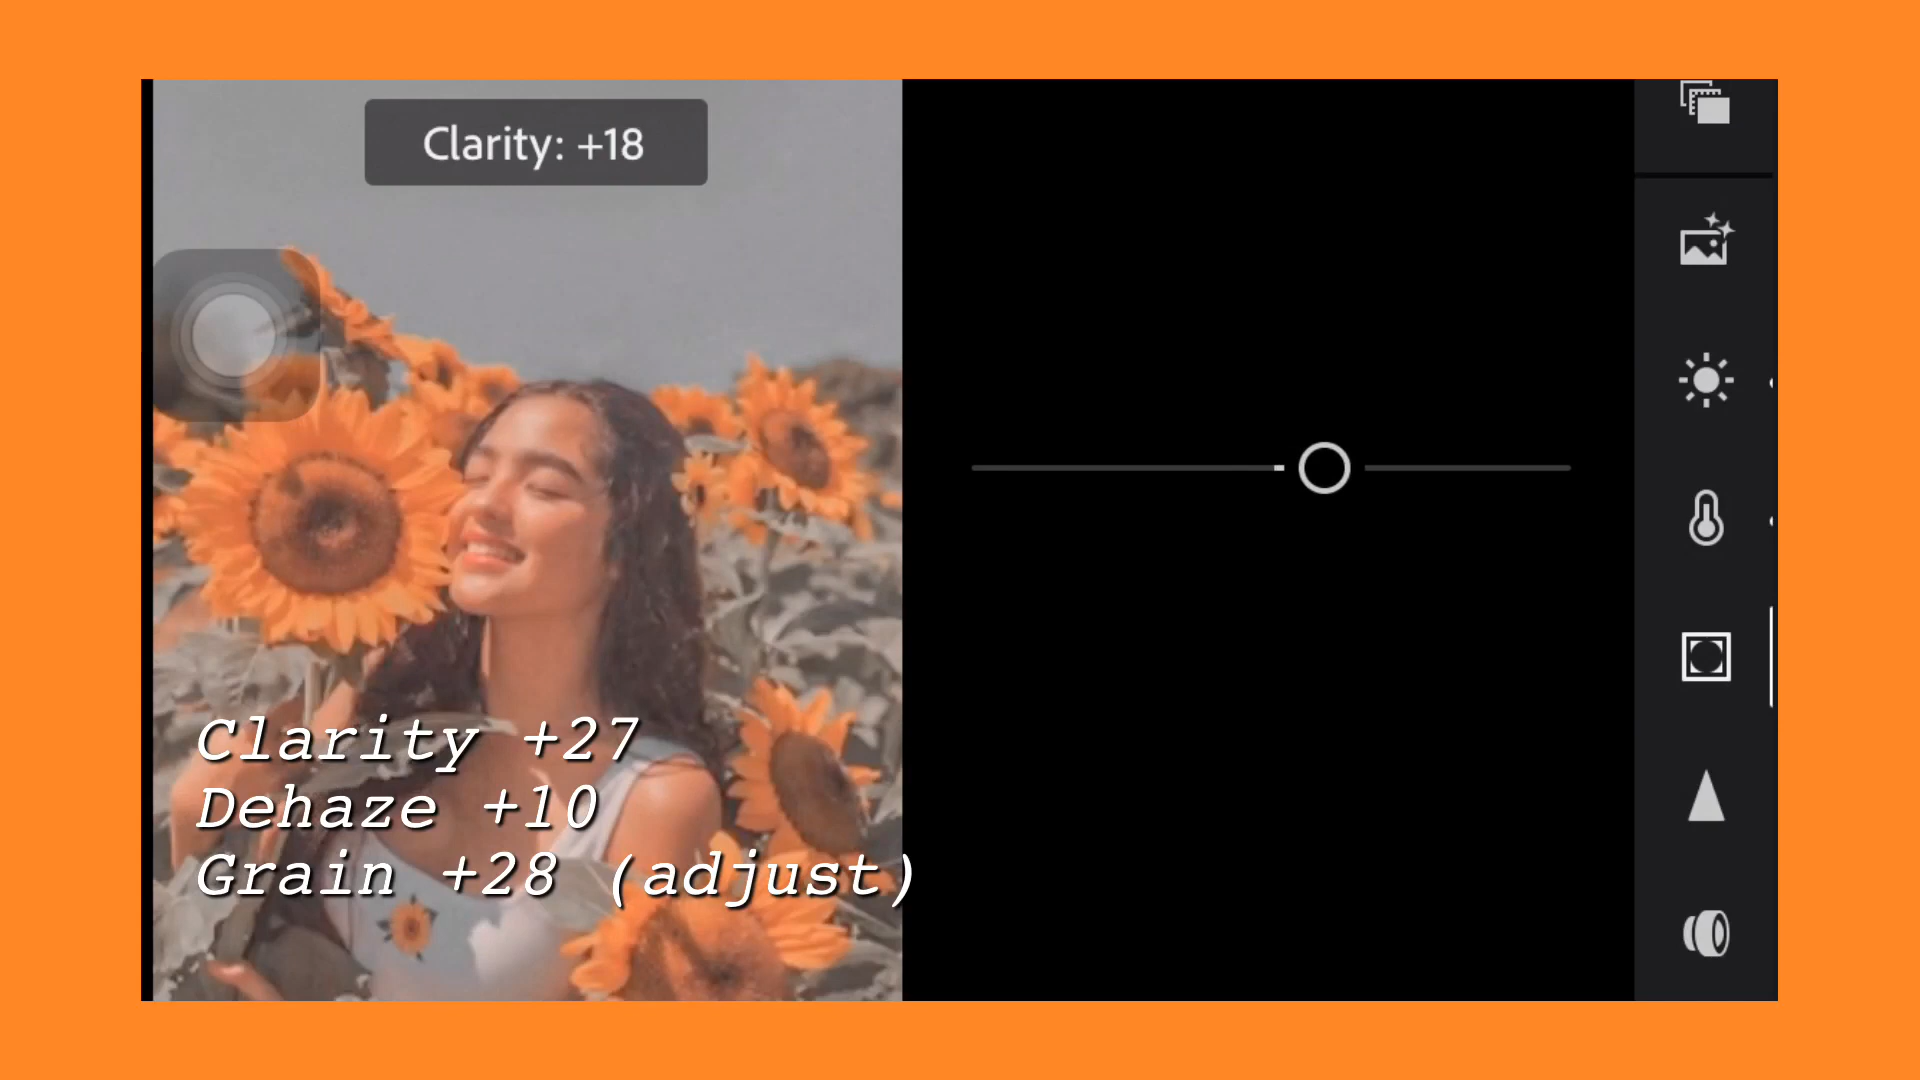 Clarity: +18
Clarity +27
Dehaze +10
Grain +28 (adjust)